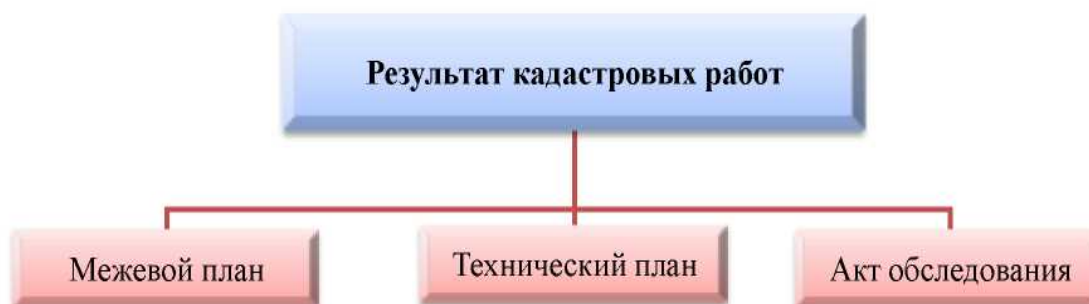 Результат кадастровых работ
Межевой план
Технический план
Акт обследования